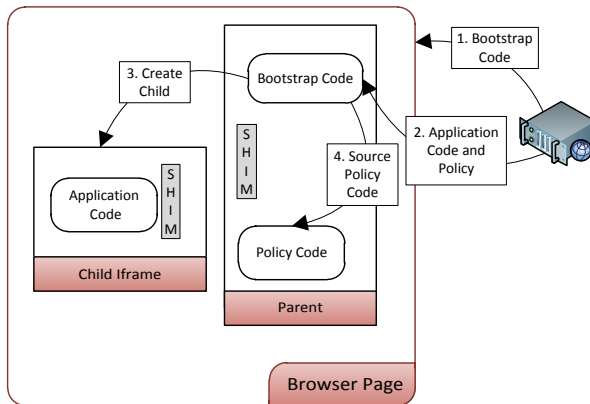 1. Bootstrap
Code
3. Create
Child
Bootstrap Code
2. Application
Code and
Policy
S
H
I
M
4. Source
Policy
Code
Application
Code
S
H
I
M
Policy Code
Child Iframe
Parent
Browser Page